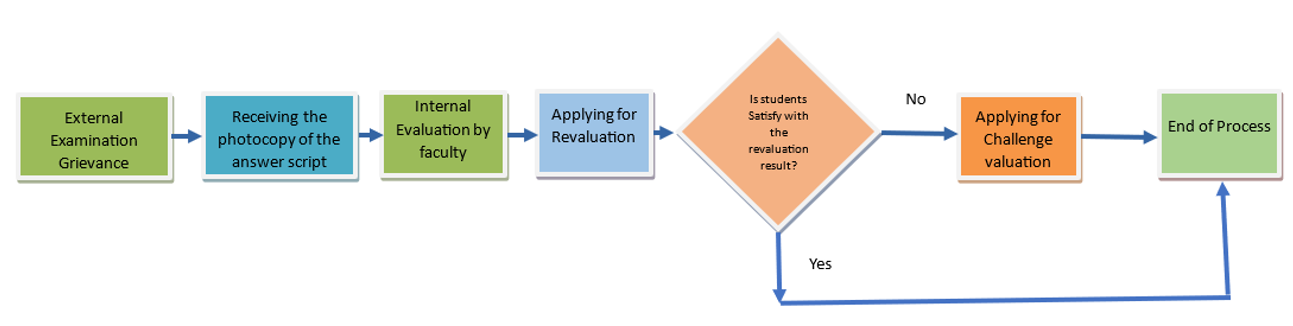 External
Examination
Grievance
Receiving the
photocopy of the
answer script
Internal
Evaluation by
faculty
Applying for
Revaluation
Is students
Satisfy with
the
revaluation
result?
No
Applying for
Challenge
valuation
End of Process
Yes